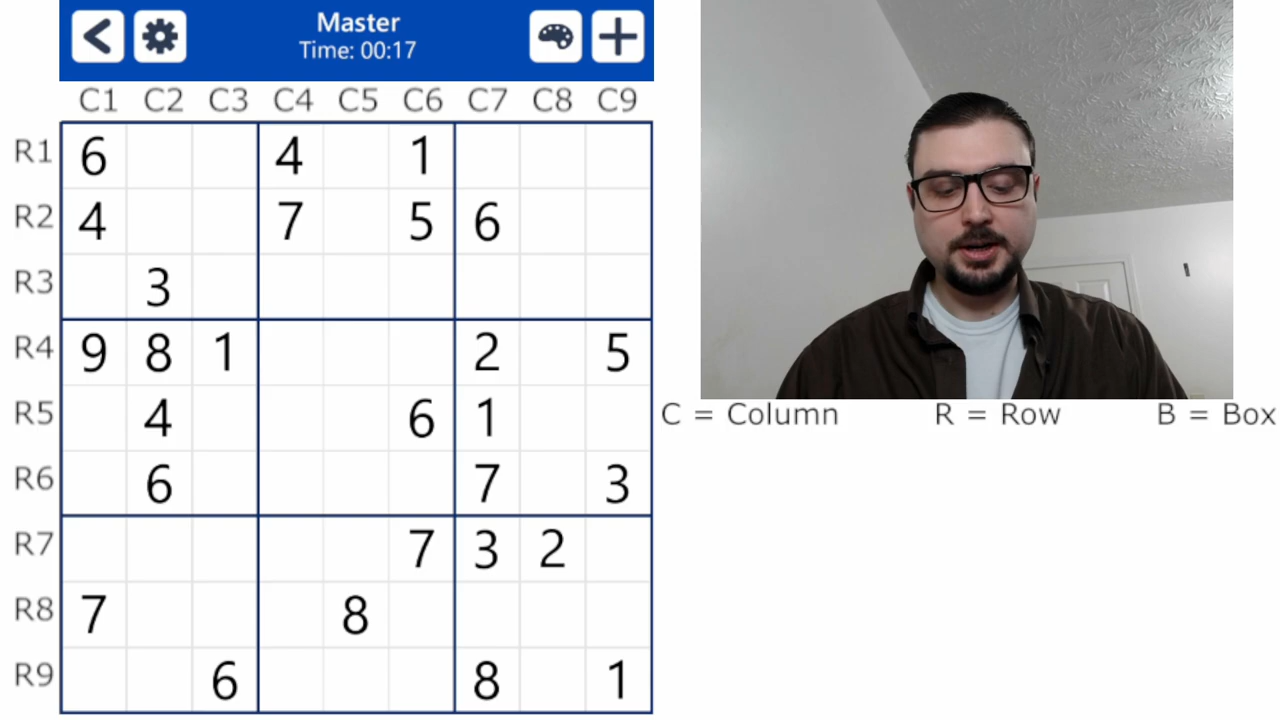 Master
Time: 00:17
C1 C2 C3 C4 C5 C6 C7 C8 C9
R1 6 4 1
R2 4 7 5 6
R3 3
R4 9 8 1 2 5
R5 4 6 1
R6 6 7 3
R7 7 3 2
R8 7 8
R9 6 8 1
C = Column R = Row B = Box